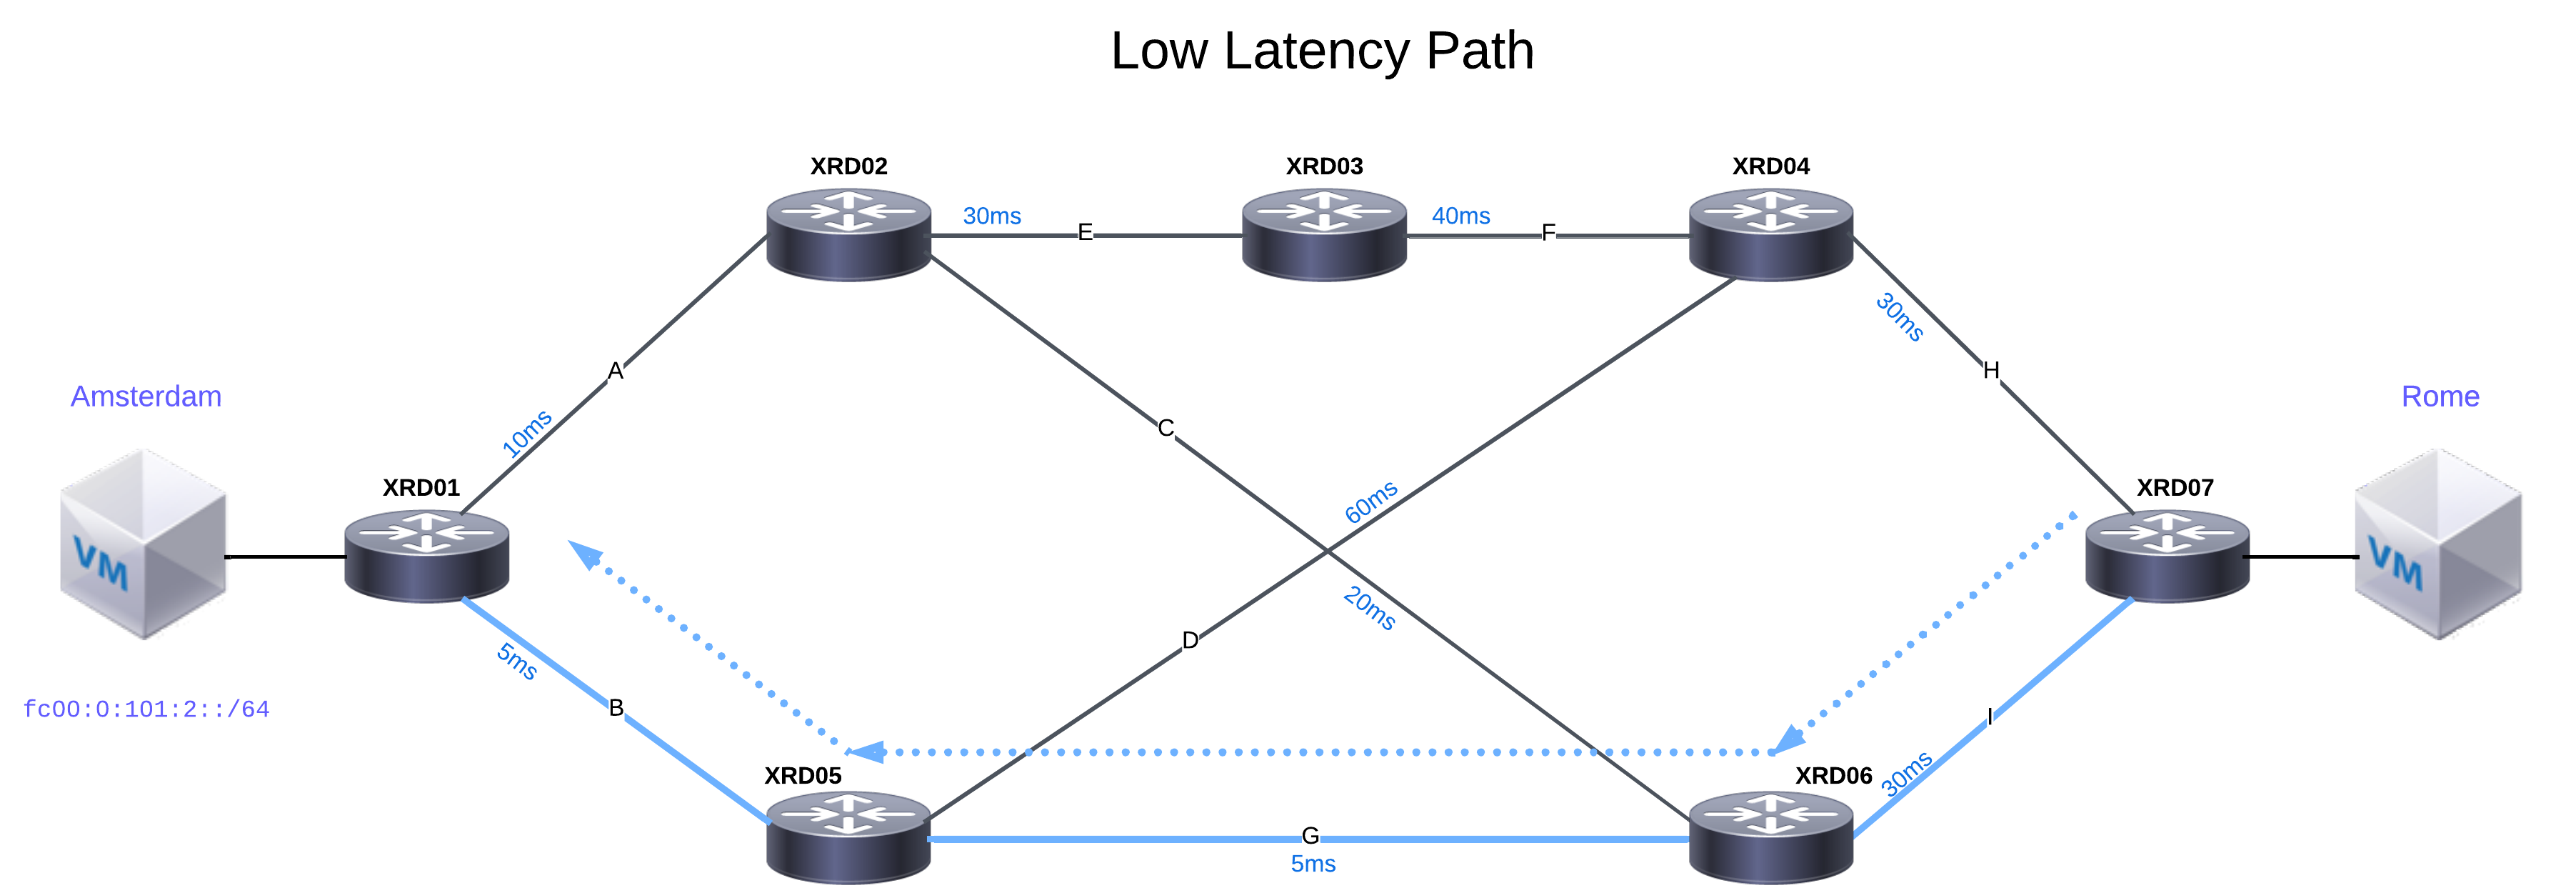 Low Latency Path
XRD02
XRD03
XRD04
30ms
E
40ms
F
30ms
A
H
10ms
C
Amsterdam
Rome
XRD01
XRD07
60ms
VM
VM
20ms
D
5ms
fc00:0:101:2::/64
B
I
XRD05
XRD06
30ms
G
5ms